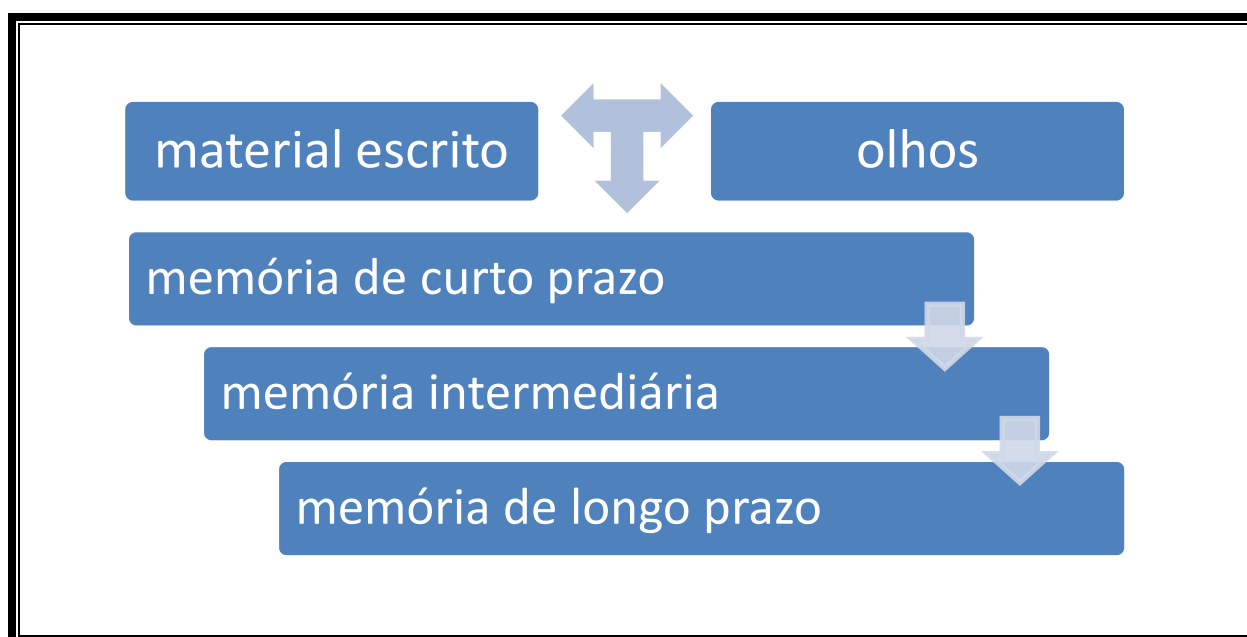 material escrito
olhos
memória de curto prazo
memória intermediária
memória de longo prazo